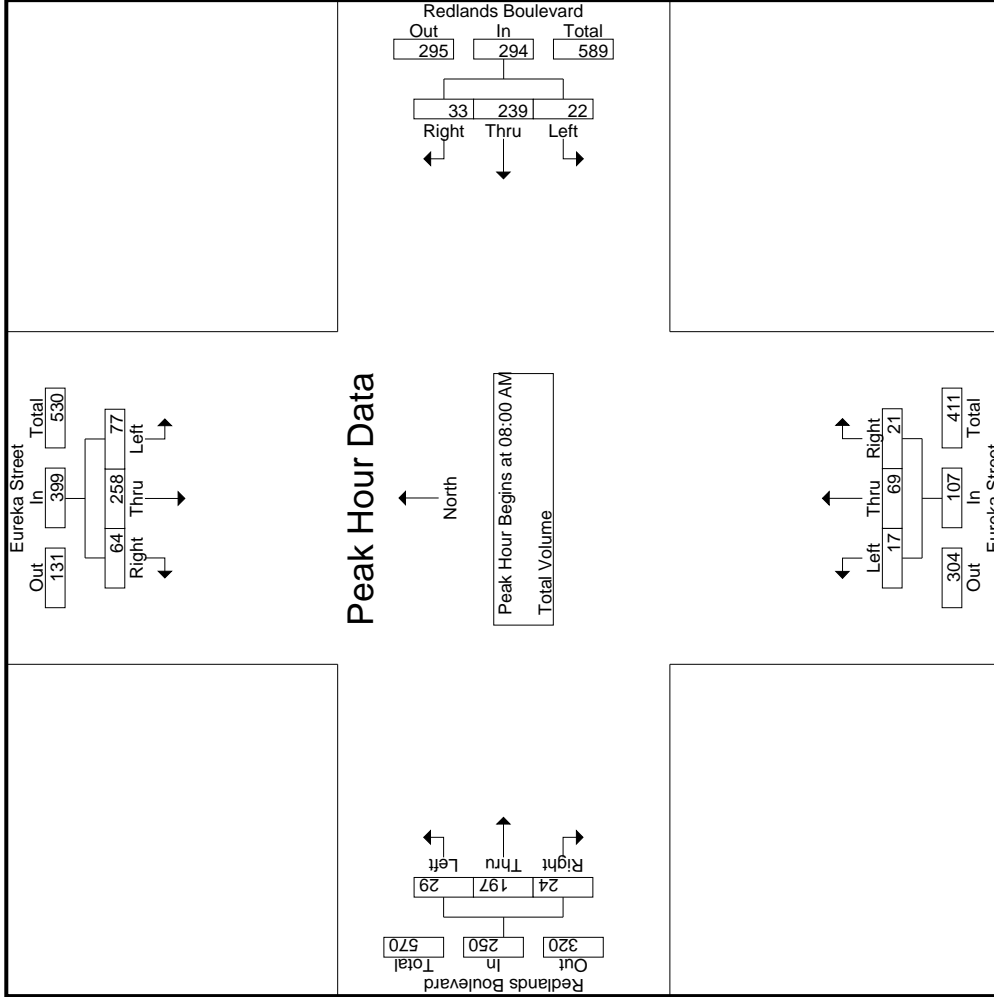 Redlands Boulevard
Out In Total
295 294 589
33 239 22
Right Thru Left
Eureka Street
Out In Total
131 399 530
64 258 77
Right Thru Left
Peak Hour Data
North
Peak Hour Begins at 08:00 AM
Total Volume
Left Thru Right
17 69 21
304 107 411
Out In Total
Eureka Street
Left Thru Right
29 197 24
570 250 320
Total In Out
Redlands Boulevard